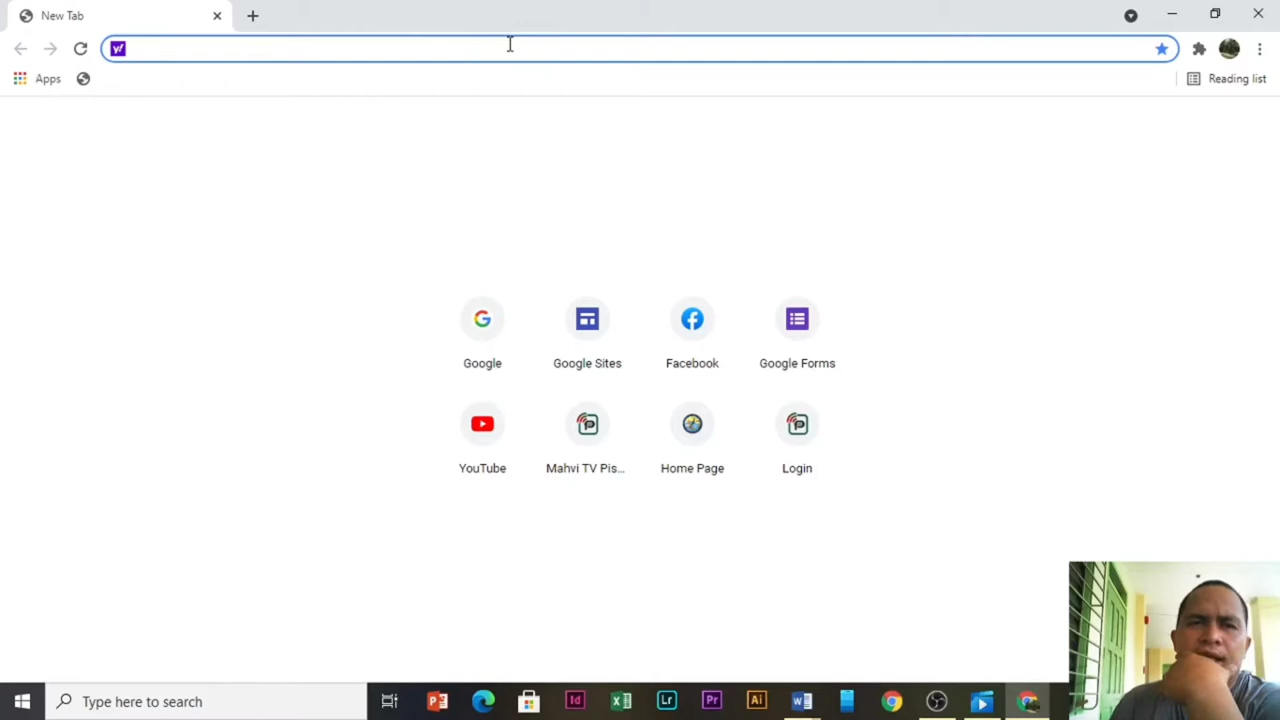 New Tab
y!
Apps
Reading list
Google
Google Sites
Facebook
Google Forms
YouTube
Mahvi TV Pis...
Home Page
Login
Type here to search